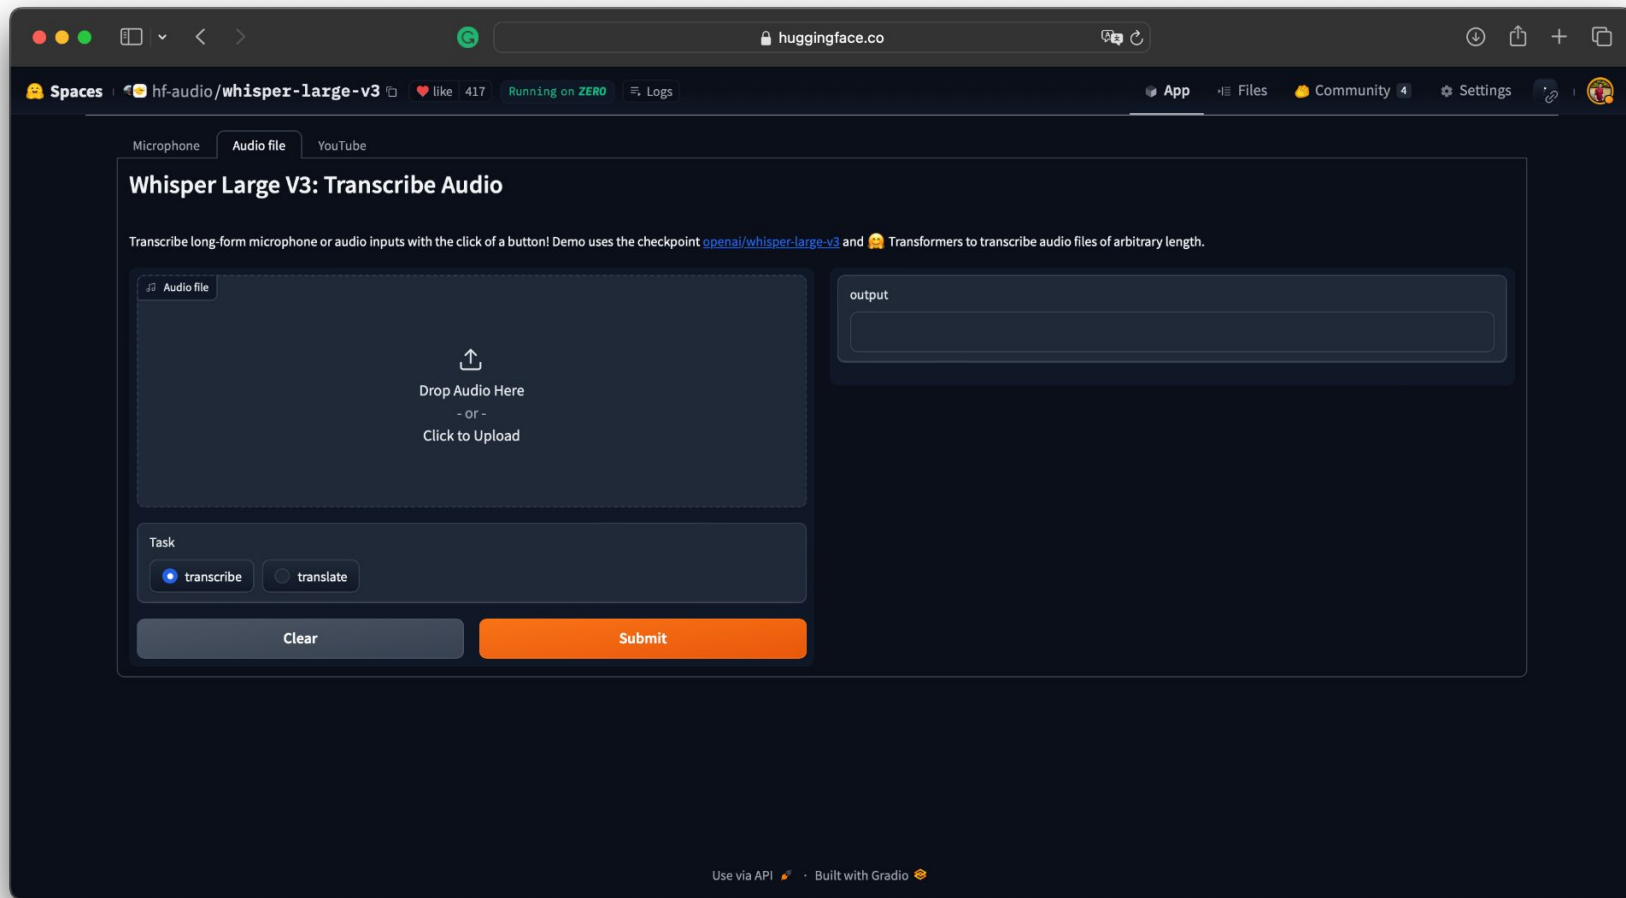 huggingface.co
Spaces hf-audio/whisper-large-v3 like 417 Running on ZERO Logs App Files Community 4 Settings
Microphone Audio file YouTube
Whisper Large V3: Transcribe Audio
Transcribe long-form microphone or audio inputs with the click of a button! Demo uses the checkpoint openai/whisper-large-v3 and 🤗 Transformers to transcribe audio files of arbitrary length.
Audio file
Drop Audio Here
- or -
Click to Upload
Task
transcribe translate
Clear Submit
output
Use via API 🚀 · Built with Gradio